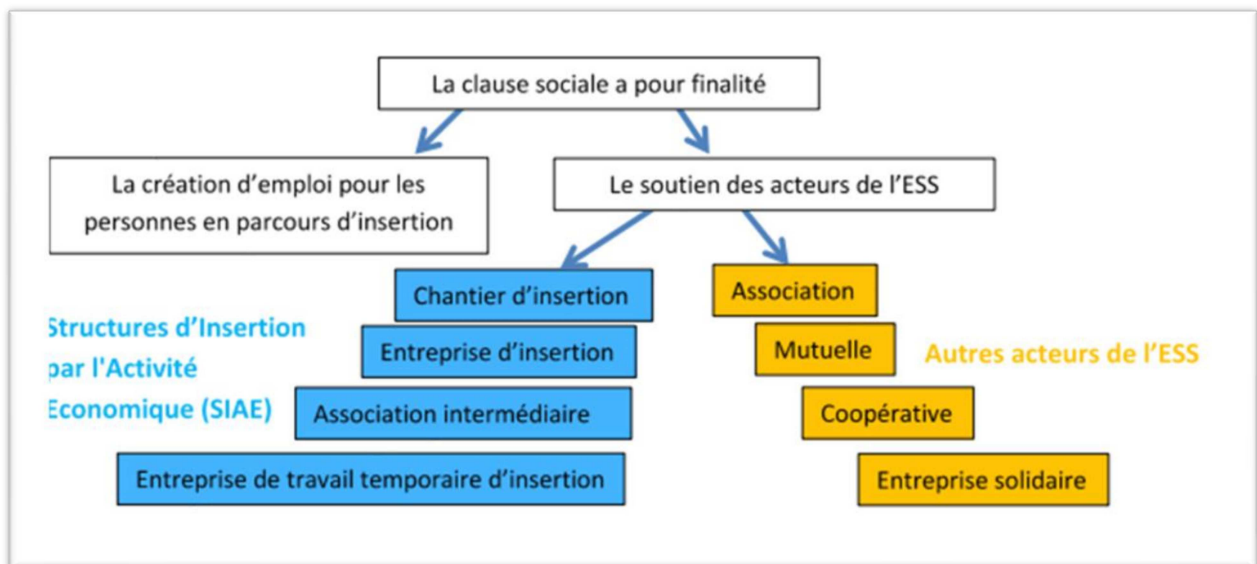 La clause sociale a pour finalité
La création d'emploi pour les
personnes en parcours d'insertion
Le soutien des acteurs de l'ESS
Chantier d'insertion
Entreprise d'insertion
Association intermédiaire
Entreprise de travail temporaire d'insertion
Structures d'Insertion
par l'Activité
Economique (SIAE)
Association
Mutuelle
Coopérative
Entreprise solidaire
Autres acteurs de l'ESS